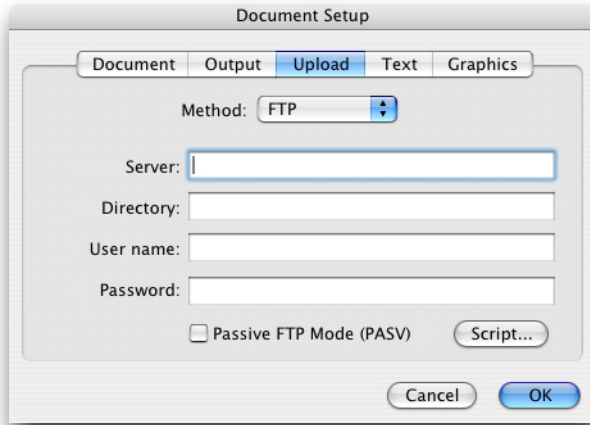 Document Setup
Document Output Upload Text Graphics
Method: FTP
Server:
Directory:
User name:
Password:
Passive FTP Mode (PASV) Script...
Cancel OK